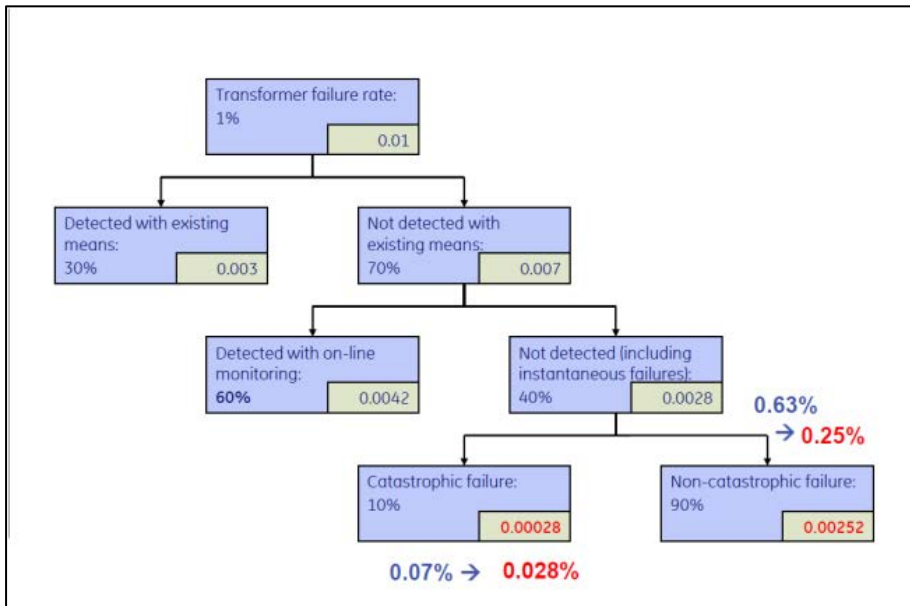 Transformer failure rate:
1%
0.01
Detected with existing
means:
30%
0.003
Not detected with
existing means:
70%
0.007
Detected with on-line
monitoring:
60%
0.0042
Not detected (including
instantaneous failures):
40%
0.0028
0.63%
→ 0.25%
Catastrophic failure:
10%
0.00028
Non-catastrophic failure:
90%
0.00252
0.07% → 0.028%